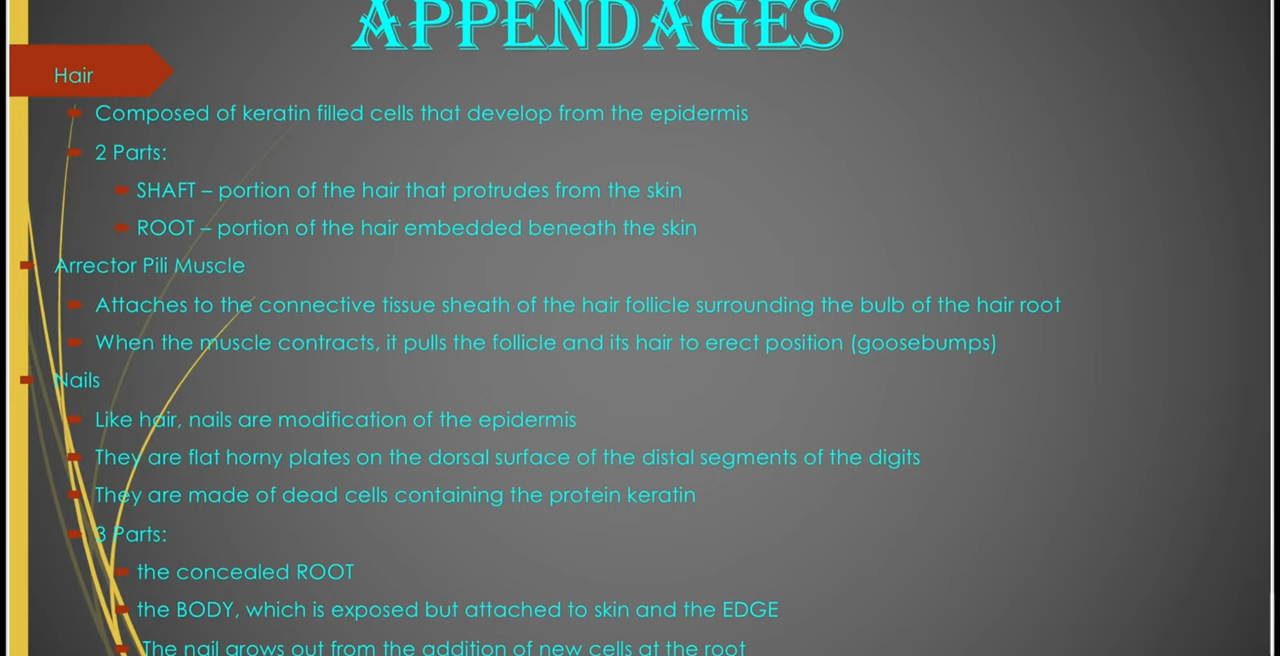 APPENDAGES
Hair
Composed of keratin filled cells that develop from the epidermis
2 Parts:
SHAFT – portion of the hair that protrudes from the skin
ROOT – portion of the hair embedded beneath the skin
Arrector Pili Muscle
Attaches to the connective tissue sheath of the hair follicle surrounding the bulb of the hair root
When the muscle contracts, it pulls the follicle and its hair to erect position (goosebumps)
Nails
Like hair, nails are modification of the epidermis
They are flat horny plates on the dorsal surface of the distal segments of the digits
They are made of dead cells containing the protein keratin
3 Parts:
the concealed ROOT
the BODY, which is exposed but attached to skin and the EDGE
The nail grows out from the addition of new cells at the root